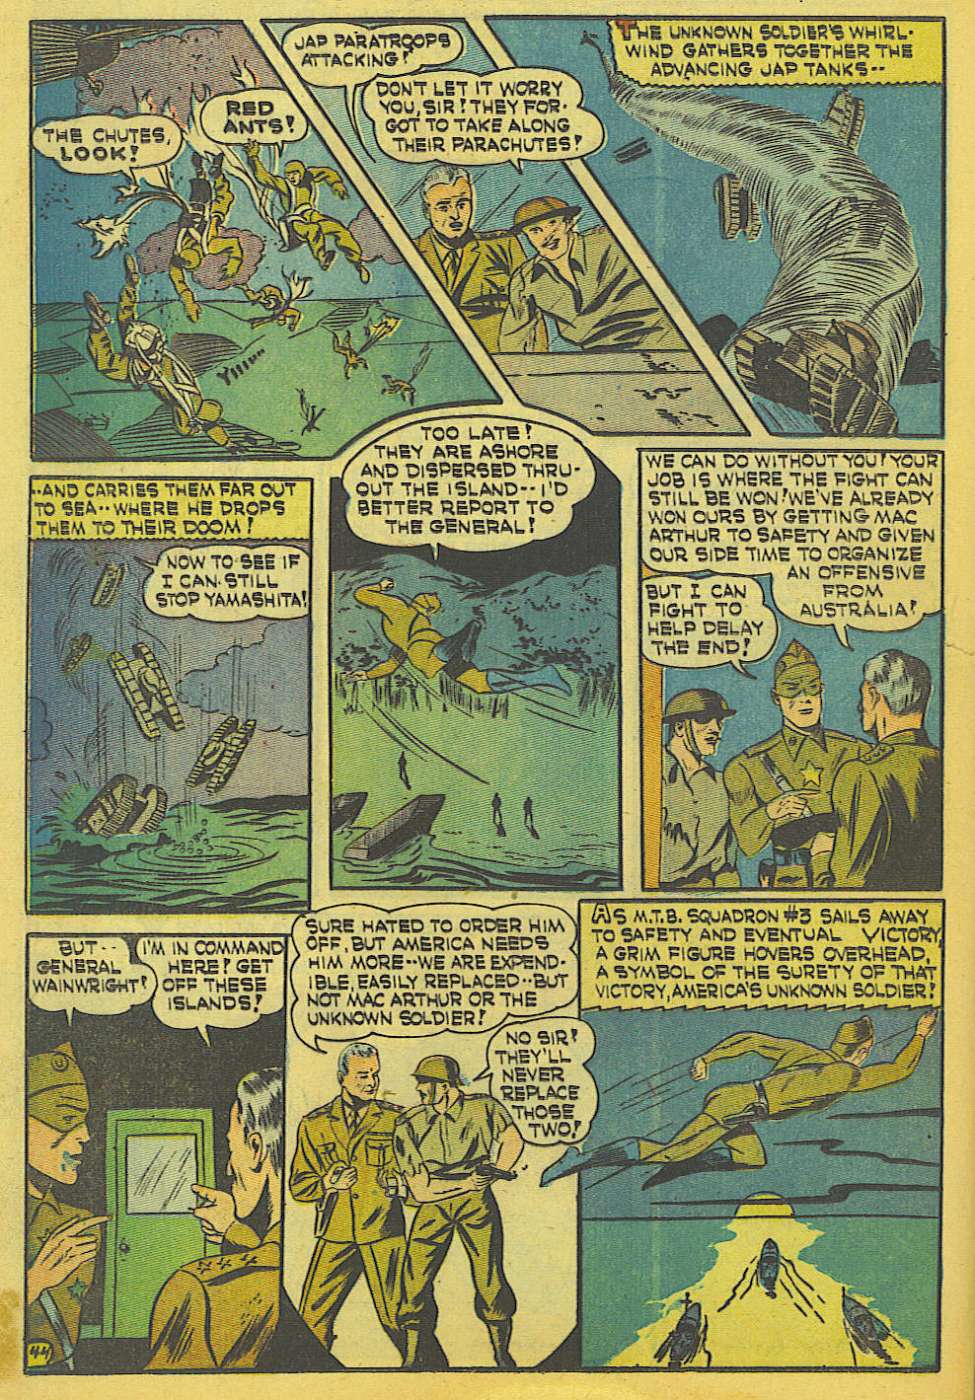 THE CHUTES,
LOOK!
RED
ANTS!
YIIIII---
JAP PARATROOPS
ATTACKING!
DON'T LET IT WORRY
YOU, SIR! THEY FOR-
GOT TO TAKE ALONG
THEIR PARACHUTES!
THE UNKNOWN SOLDIER'S WHIRL-
WIND GATHERS TOGETHER THE
ADVANCING JAP TANKS--
--AND CARRIES THEM FAR OUT
TO SEA--WHERE HE DROPS
THEM TO THEIR DOOM!
NOW TO SEE IF
I CAN STILL
STOP YAMASHITA!
TOO LATE!
THEY ARE ASHORE
AND DISPERSED THRU-
OUT THE ISLAND--I'D
BETTER REPORT TO
THE GENERAL!
WE CAN DO WITHOUT YOU! YOUR
JOB IS WHERE THE FIGHT CAN
STILL BE WON! WE'VE ALREADY
WON OURS BY GETTING MAC
ARTHUR TO SAFETY AND GIVEN
OUR SIDE TIME TO ORGANIZE
AN OFFENSIVE
FROM
AUSTRALIA!
BUT I CAN
FIGHT TO
HELP DELAY
THE END!
BUT--
GENERAL
WAINWRIGHT!
I'M IN COMMAND
HERE! GET
OFF THESE
ISLANDS!
SURE HATED TO ORDER HIM
OFF, BUT AMERICA NEEDS
HIM MORE--WE ARE EXPEND-
IBLE, EASILY REPLACED--BUT
NOT MAC ARTHUR OR THE
UNKNOWN SOLDIER!
NO SIR!
THEY'LL
NEVER
REPLACE
THOSE
TWO!
AS M.T.B. SQUADRON #3 SAILS AWAY
TO SAFETY AND EVENTUAL VICTORY,
A GRIM FIGURE HOVERS OVERHEAD,
A SYMBOL OF THE SURETY OF THAT
VICTORY, AMERICA'S UNKNOWN SOLDIER!
44